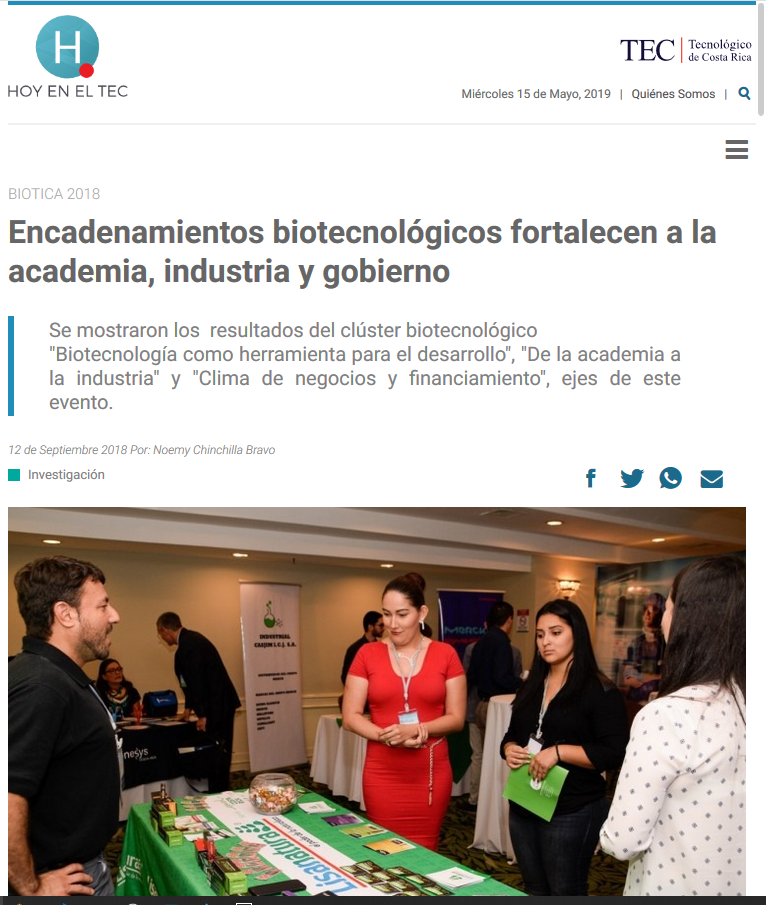 H
HOY EN EL TEC
TEC | Tecnológico
de Costa Rica
Miércoles 15 de Mayo, 2019 | Quiénes Somos |
BIOTICA 2018
Encadenamientos biotecnológicos fortalecen a la
academia, industria y gobierno
Se mostraron los resultados del clúster biotecnológico
"Biotecnología como herramienta para el desarrollo", "De la academia a
la industria" y "Clima de negocios y financiamiento", ejes de este
evento.
12 de Septiembre 2018 Por: Noemy Chinchilla Bravo
Investigación
INDUSTRIAL
MERCK
nesys
Lisanatura